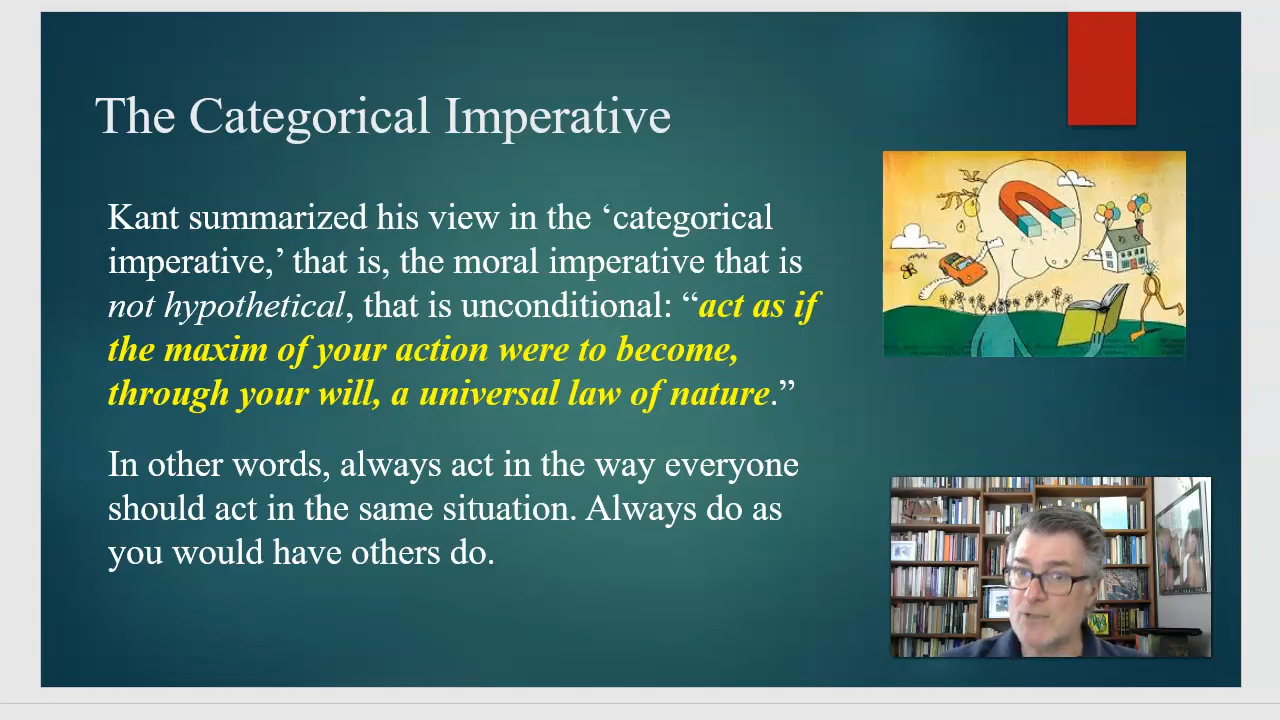 The Categorical Imperative
Kant summarized his view in the ‘categorical
imperative,’ that is, the moral imperative that is
not hypothetical, that is unconditional: “act as if
the maxim of your action were to become,
through your will, a universal law of nature.”
In other words, always act in the way everyone
should act in the same situation. Always do as
you would have others do.